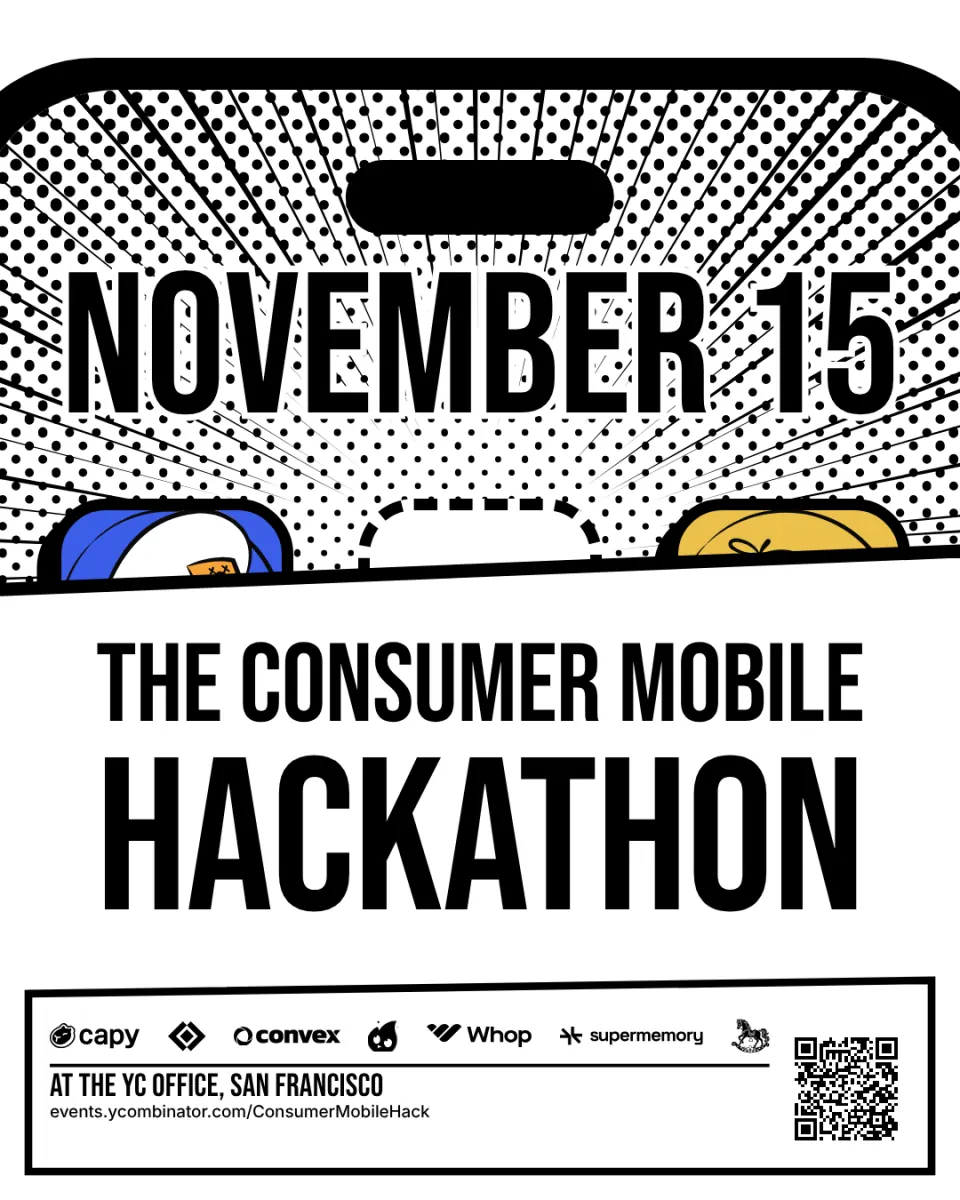 NOVEMBER 15
THE CONSUMER MOBILE
HACKATHON
capy convex Whop supermemory
AT THE YC OFFICE, SAN FRANCISCO
events.ycombinator.com/ConsumerMobileHack